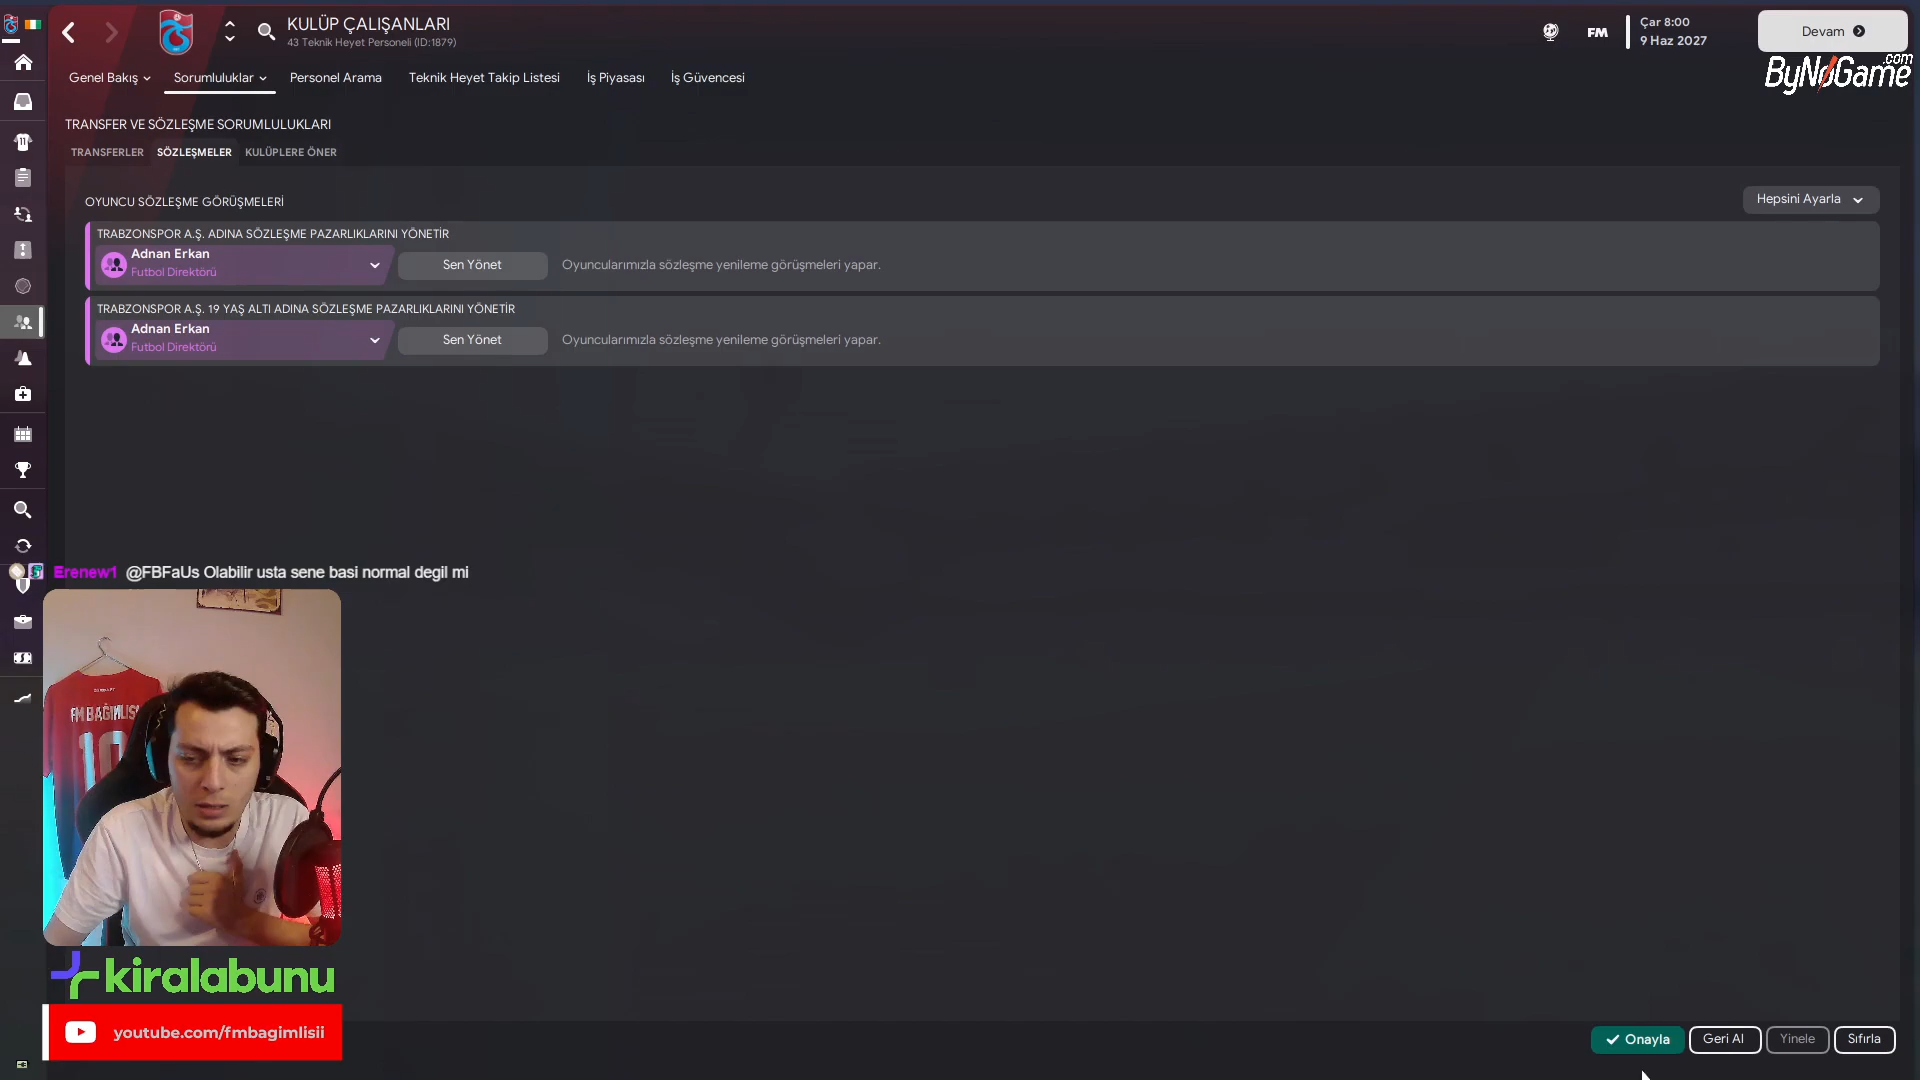 KULÜP ÇALIŞANLARI
43 Teknik Heyet Personeli (ID:1879)
FM
Çar 8:00
9 Haz 2027
Devam
ByNoGame.com
Genel Bakış
Sorumluluklar
Personel Arama
Teknik Heyet Takip Listesi
İş Piyasası
İş Güvencesi
TRANSFER VE SÖZLEŞME SORUMLULUKLARI
TRANSFERLER
SÖZLEŞMELER
KULÜPLERE ÖNER
OYUNCU SÖZLEŞME GÖRÜŞMELERİ
Hepsini Ayarla
TRABZONSPOR A.Ş. ADINA SÖZLEŞME PAZARLIKLARINI YÖNETİR
Adnan Erkan
Futbol Direktörü
Sen Yönet
Oyuncularımızla sözleşme yenileme görüşmeleri yapar.
TRABZONSPOR A.Ş. 19 YAŞ ALTI ADINA SÖZLEŞME PAZARLIKLARINI YÖNETİR
Adnan Erkan
Futbol Direktörü
Sen Yönet
Oyuncularımızla sözleşme yenileme görüşmeleri yapar.
Erenew1 @FBFaUs Olabilir usta sene basi normal degil mi
FM BAĞIMLIS
10
kiralabunu
youtube.com/fmbagimlisii
Onayla
Geri Al
Yinele
Sıfırla